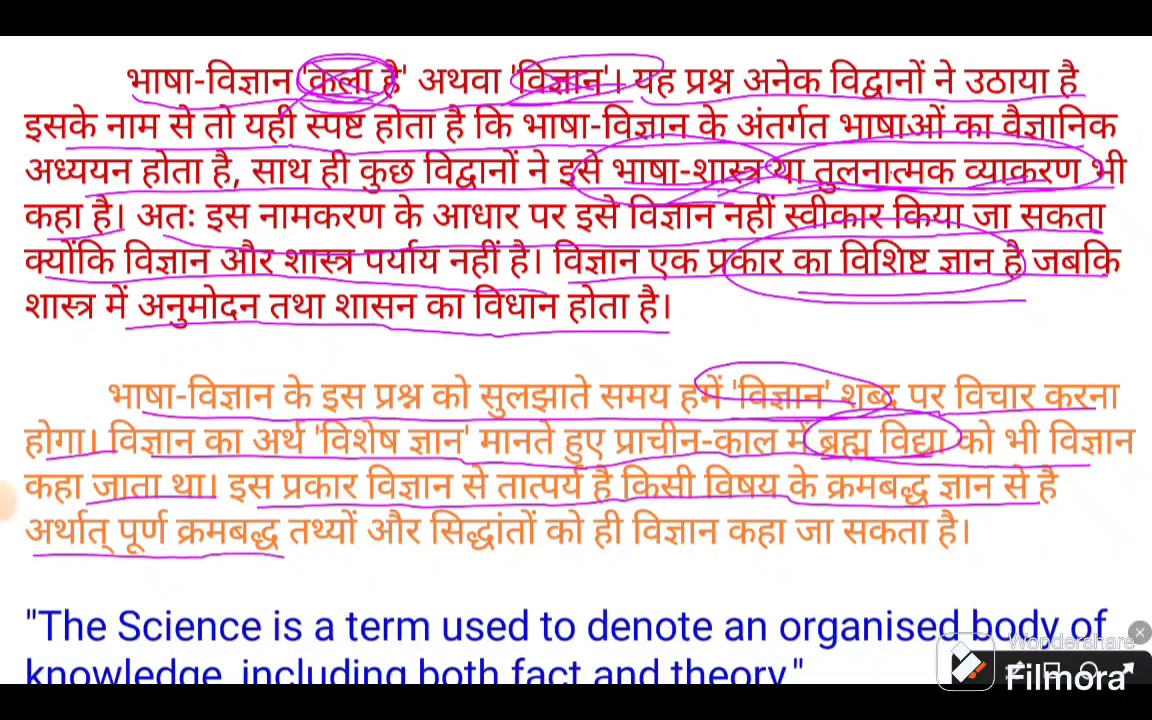 भाषा-विज्ञान 'कला है' अथवा 'विज्ञान'। यह प्रश्न अनेक विद्वानों ने उठाया है
इसके नाम से तो यही स्पष्ट होता है कि भाषा-विज्ञान के अंतर्गत भाषाओं का वैज्ञानिक
अध्ययन होता है, साथ ही कुछ विद्वानों ने इसे भाषा-शास्त्र था तुलनात्मक व्याकरण भी
कहा है। अतः इस नामकरण के आधार पर इसे विज्ञान नहीं स्वीकार किया जा सकता
क्योंकि विज्ञान और शास्त्र पर्याय नहीं है। विज्ञान एक प्रकार का विशिष्ट ज्ञान है जबकि
शास्त्र में अनुमोदन तथा शासन का विधान होता है।
भाषा-विज्ञान के इस प्रश्न को सुलझाते समय हमें 'विज्ञान' शब्द पर विचार करना
होगा। विज्ञान का अर्थ 'विशेष ज्ञान' मानते हुए प्राचीन-काल में ब्रह्म विद्या को भी विज्ञान
कहा जाता था। इस प्रकार विज्ञान से तात्पर्य है किसी विषय के क्रमबद्ध ज्ञान से है
अर्थात् पूर्ण क्रमबद्ध तथ्यों और सिद्धांतों को ही विज्ञान कहा जा सकता है।
"The Science is a term used to denote an organised body of
knowledge, including both fact and theory."
Wondershare
Filmora